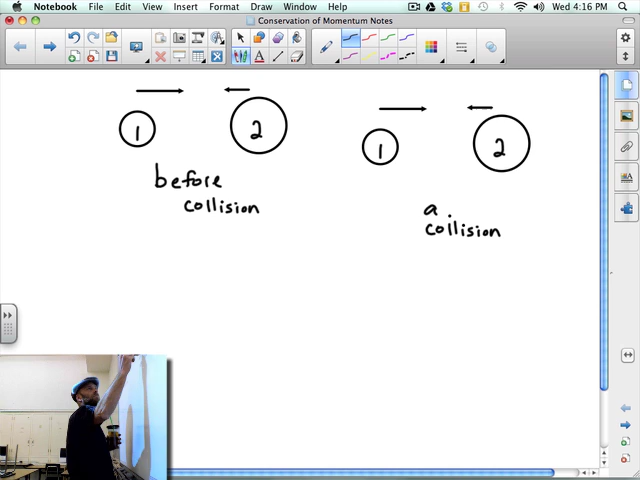 Notebook File Edit View Insert Format Draw Window Help
Wed 4:16 PM
Conservation of Momentum Notes
A
1
2
before
collision
1
2
a
collision